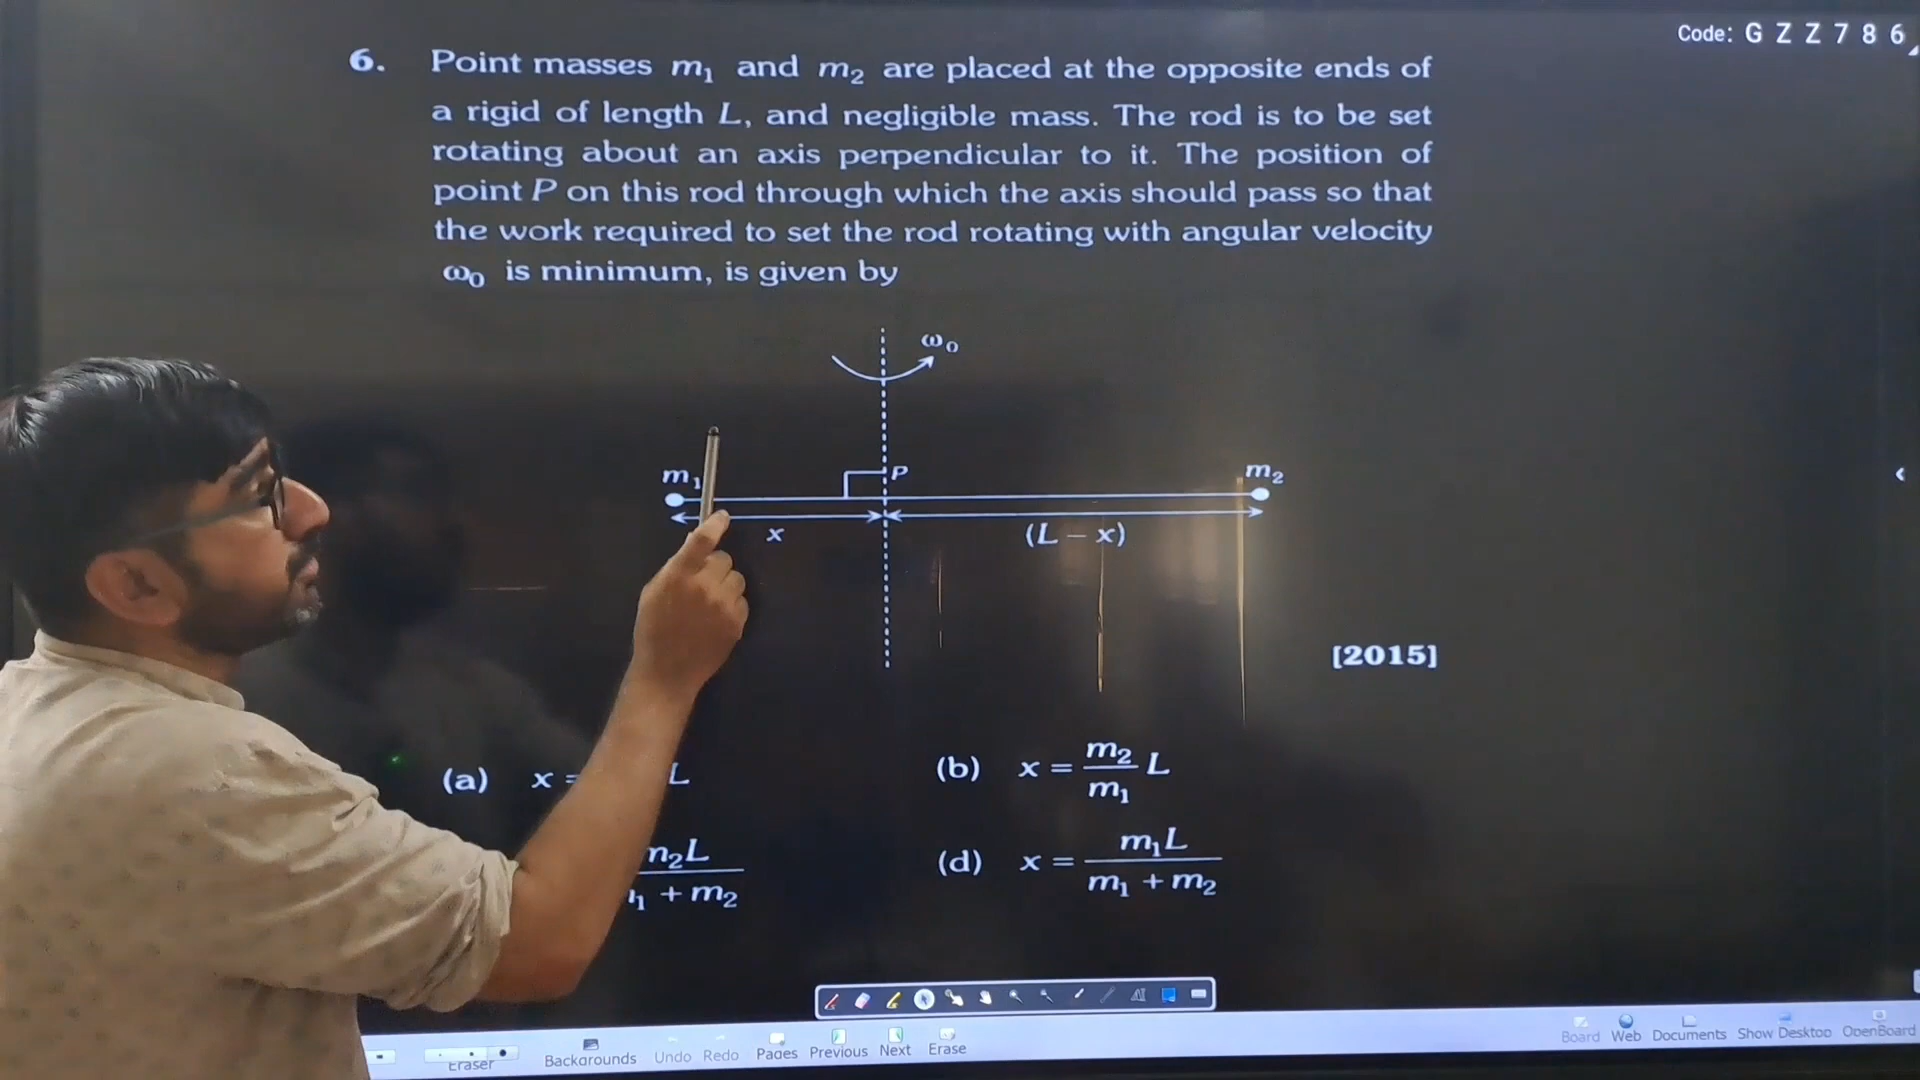 Code: G Z Z 7 8 6
6. Point masses m₁ and m₂ are placed at the opposite ends of
a rigid of length L, and negligible mass. The rod is to be set
rotating about an axis perpendicular to it. The position of
point P on this rod through which the axis should pass so that
the work required to set the rod rotating with angular velocity
ω₀ is minimum, is given by
ω₀
m₁ P m₂
x (L – x)
[2015]
(a) x = L
(b) x = m₂/m₁ L
m₂L / m₁ + m₂
(d) x = m₁L / m₁ + m₂
Eraser Backgrounds Undo Redo Pages Previous Next Erase Board Web Documents Show Desktop OpenBoard